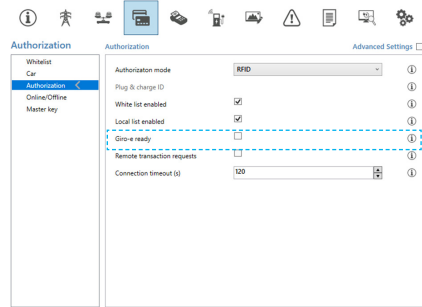 Authorization
Authorization
Advanced Settings
Whitelist
Car
Authorization
Online/Offline
Master key
Authorizaton mode
RFID
Plug & charge ID
White list enabled
Local list enabled
Giro-e ready
Remote transaction requests
Connection timeout (s)
120